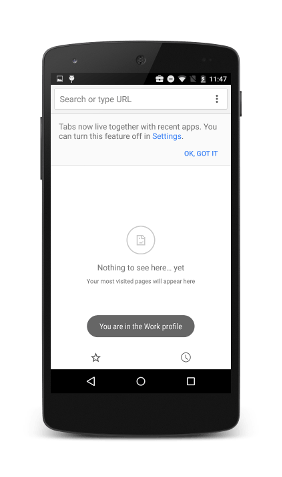 11:47
Search or type URL
Tabs now live together with recent apps. You
can turn this feature off in Settings.
OK, GOT IT
Nothing to see here... yet
Your most visited pages will appear here
You are in the Work profile